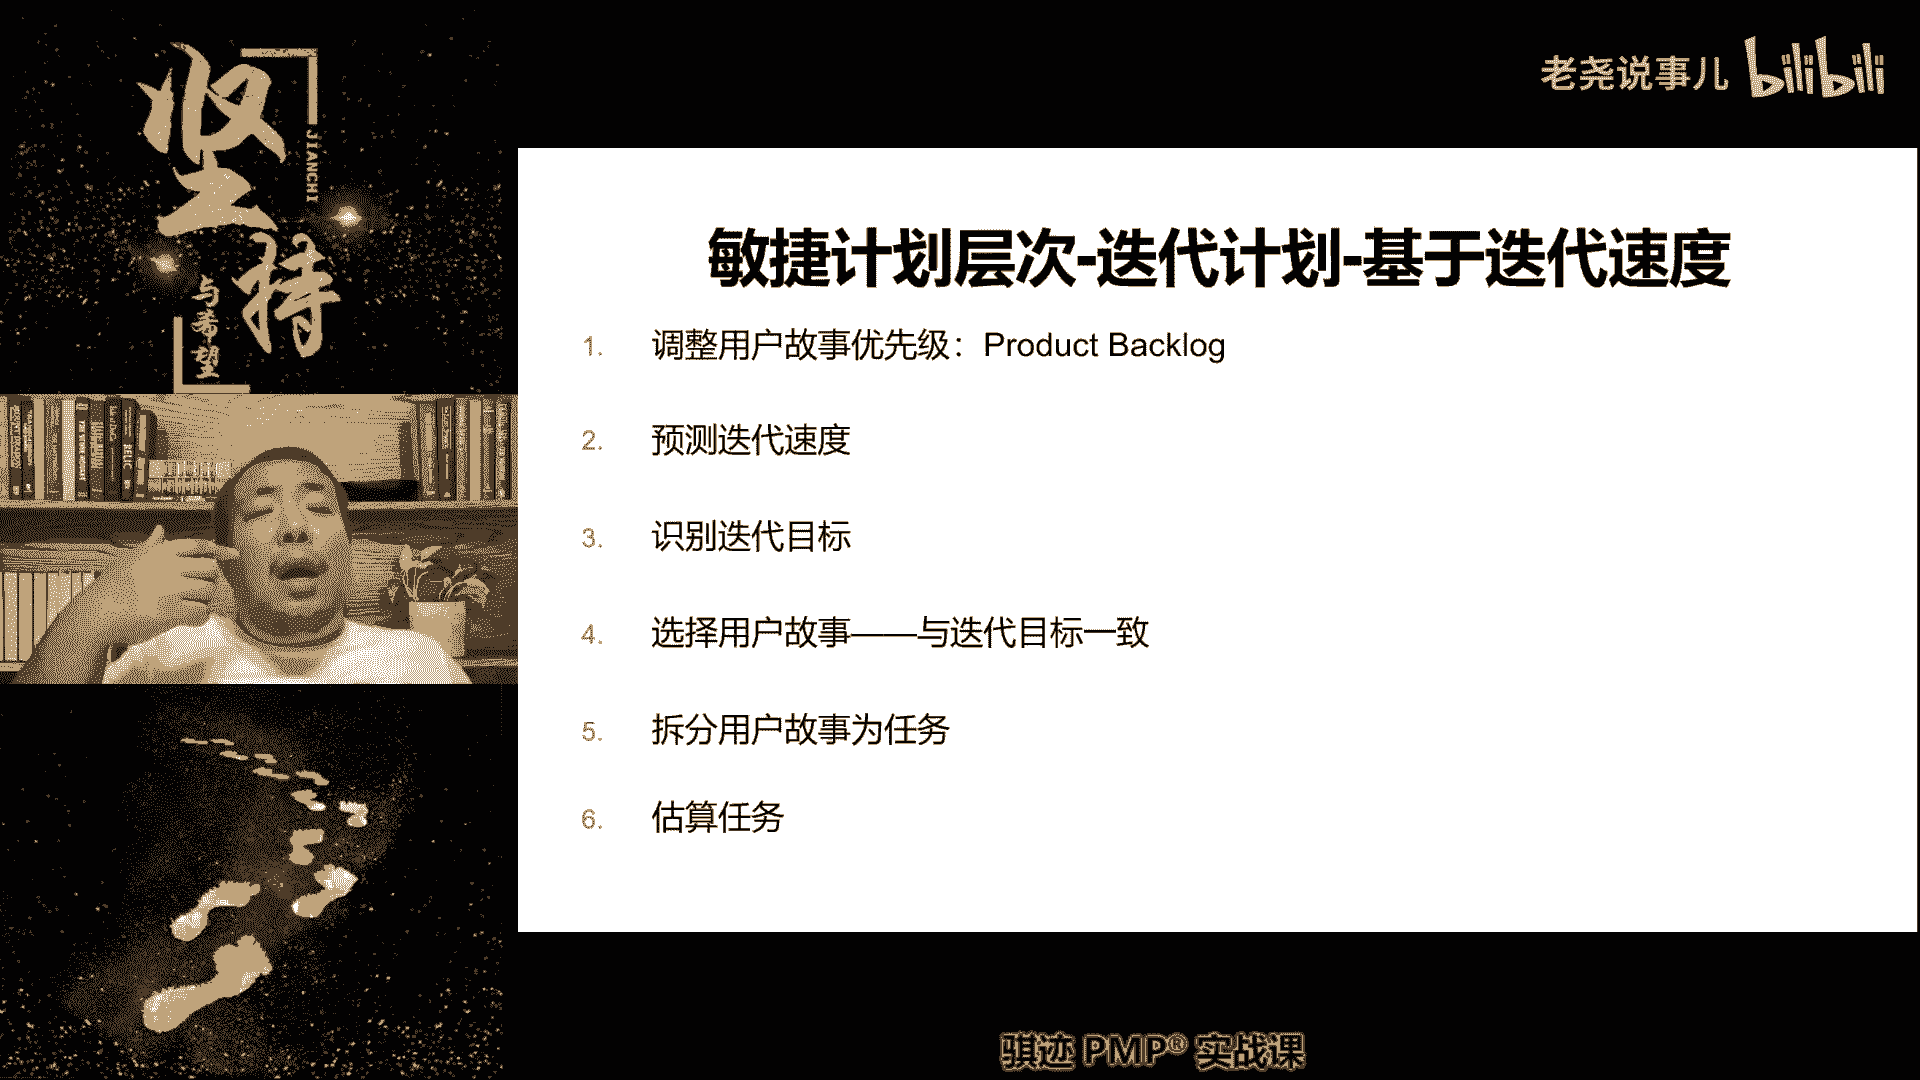 坚持
JIANCHI
与希望
老尧说事儿 bilibili
敏捷计划层次-迭代计划-基于迭代速度
1. 调整用户故事优先级：Product Backlog
2. 预测迭代速度
3. 识别迭代目标
4. 选择用户故事——与迭代目标一致
5. 拆分用户故事为任务
6. 估算任务
骐迹 PMP® 实战课